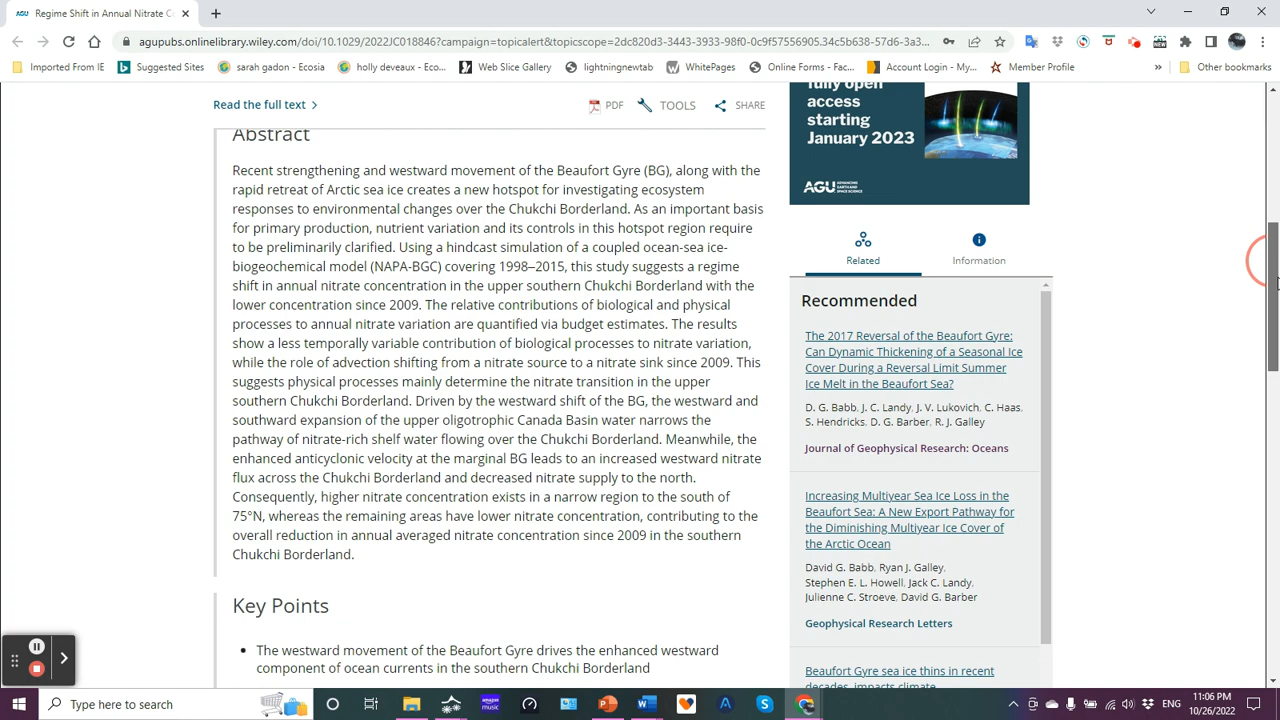 AGU Regime Shift in Annual Nitrate Co
agupubs.onlinelibrary.wiley.com/doi/10.1029/2022JC018846?campaign=topicalert&topicscope=2dc820d3-3443-3933-98f0-0c9f57556905.34c5b638-57d6-3a3...
Imported From IE
Suggested Sites
sarah gadon - Ecosia
holly deveaux - Eco...
Web Slice Gallery
lightningnewtab
WhitePages
Online Forms - Fac...
Account Login - My...
Member Profile
»
Other bookmarks
Read the full text
PDF
TOOLS
SHARE
Abstract
Recent strengthening and westward movement of the Beaufort Gyre (BG), along with the
rapid retreat of Arctic sea ice creates a new hotspot for investigating ecosystem
responses to environmental changes over the Chukchi Borderland. As an important basis
for primary production, nutrient variation and its controls in this hotspot region require
to be preliminarily clarified. Using a hindcast simulation of a coupled ocean-sea ice-
biogeochemical model (NAPA-BGC) covering 1998–2015, this study suggests a regime
shift in annual nitrate concentration in the upper southern Chukchi Borderland with the
lower concentration since 2009. The relative contributions of biological and physical
processes to annual nitrate variation are quantified via budget estimates. The results
show a less temporally variable contribution of biological processes to nitrate variation,
while the role of advection shifting from a nitrate source to a nitrate sink since 2009. This
suggests physical processes mainly determine the nitrate transition in the upper
southern Chukchi Borderland. Driven by the westward shift of the BG, the westward and
southward expansion of the upper oligotrophic Canada Basin water narrows the
pathway of nitrate-rich shelf water flowing over the Chukchi Borderland. Meanwhile, the
enhanced anticyclonic velocity at the marginal BG leads to an increased westward nitrate
flux across the Chukchi Borderland and decreased nitrate supply to the north.
Consequently, higher nitrate concentration exists in a narrow region to the south of
75°N, whereas the remaining areas have lower nitrate concentration, contributing to the
overall reduction in annual averaged nitrate concentration since 2009 in the southern
Chukchi Borderland.
Key Points
• The westward movement of the Beaufort Gyre drives the enhanced westward
component of ocean currents in the southern Chukchi Borderland
fully open
access
starting
January 2023
AGU ADVANCING EARTH AND SPACE SCIENCE
Related
Information
Recommended
The 2017 Reversal of the Beaufort Gyre:
Can Dynamic Thickening of a Seasonal Ice
Cover During a Reversal Limit Summer
Ice Melt in the Beaufort Sea?
D. G. Babb, J. C. Landy, J. V. Lukovich, C. Haas,
S. Hendricks, D. G. Barber, R. J. Galley
Journal of Geophysical Research: Oceans
Increasing Multiyear Sea Ice Loss in the
Beaufort Sea: A New Export Pathway for
the Diminishing Multiyear Ice Cover of
the Arctic Ocean
David G. Babb, Ryan J. Galley,
Stephen E. L. Howell, Jack C. Landy,
Julienne C. Stroeve, David G. Barber
Geophysical Research Letters
Beaufort Gyre sea ice thins in recent
decades, impacts climate
Type here to search
ENG
1:06 PM
10/26/2022